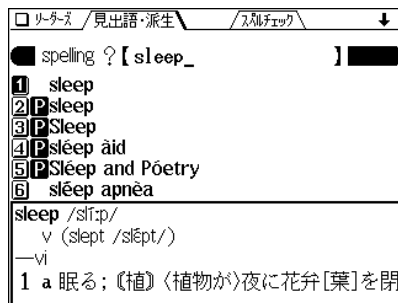 リーダーズ 見出語・派生 スペルチェック ↓
spelling ?【sleep_ 】
1 sleep
2 P sleep
3 P Sleep
4 P sléep àid
5 P Sléep and Póetry
6 sléep apnèa
sleep /slíːp/
v (slept /slépt/)
—vi
1 a 眠る;〘植〙〈植物が〉夜に花弁[葉]を閉